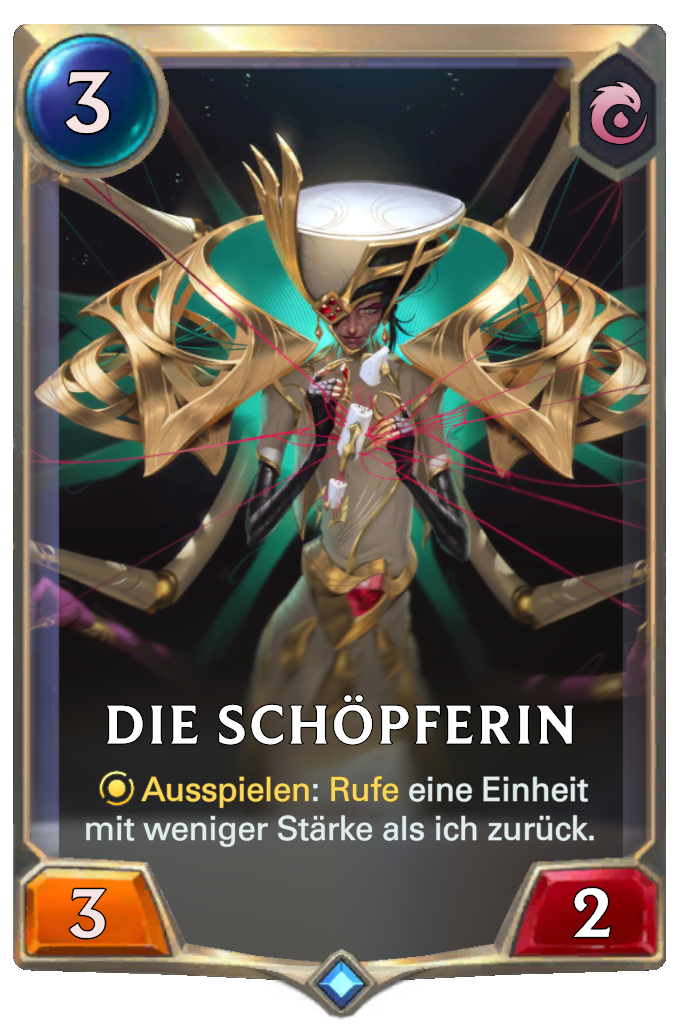 3
DIE SCHÖPFERIN
Ausspielen: Rufe eine Einheit
mit weniger Stärke als ich zurück.
3
2